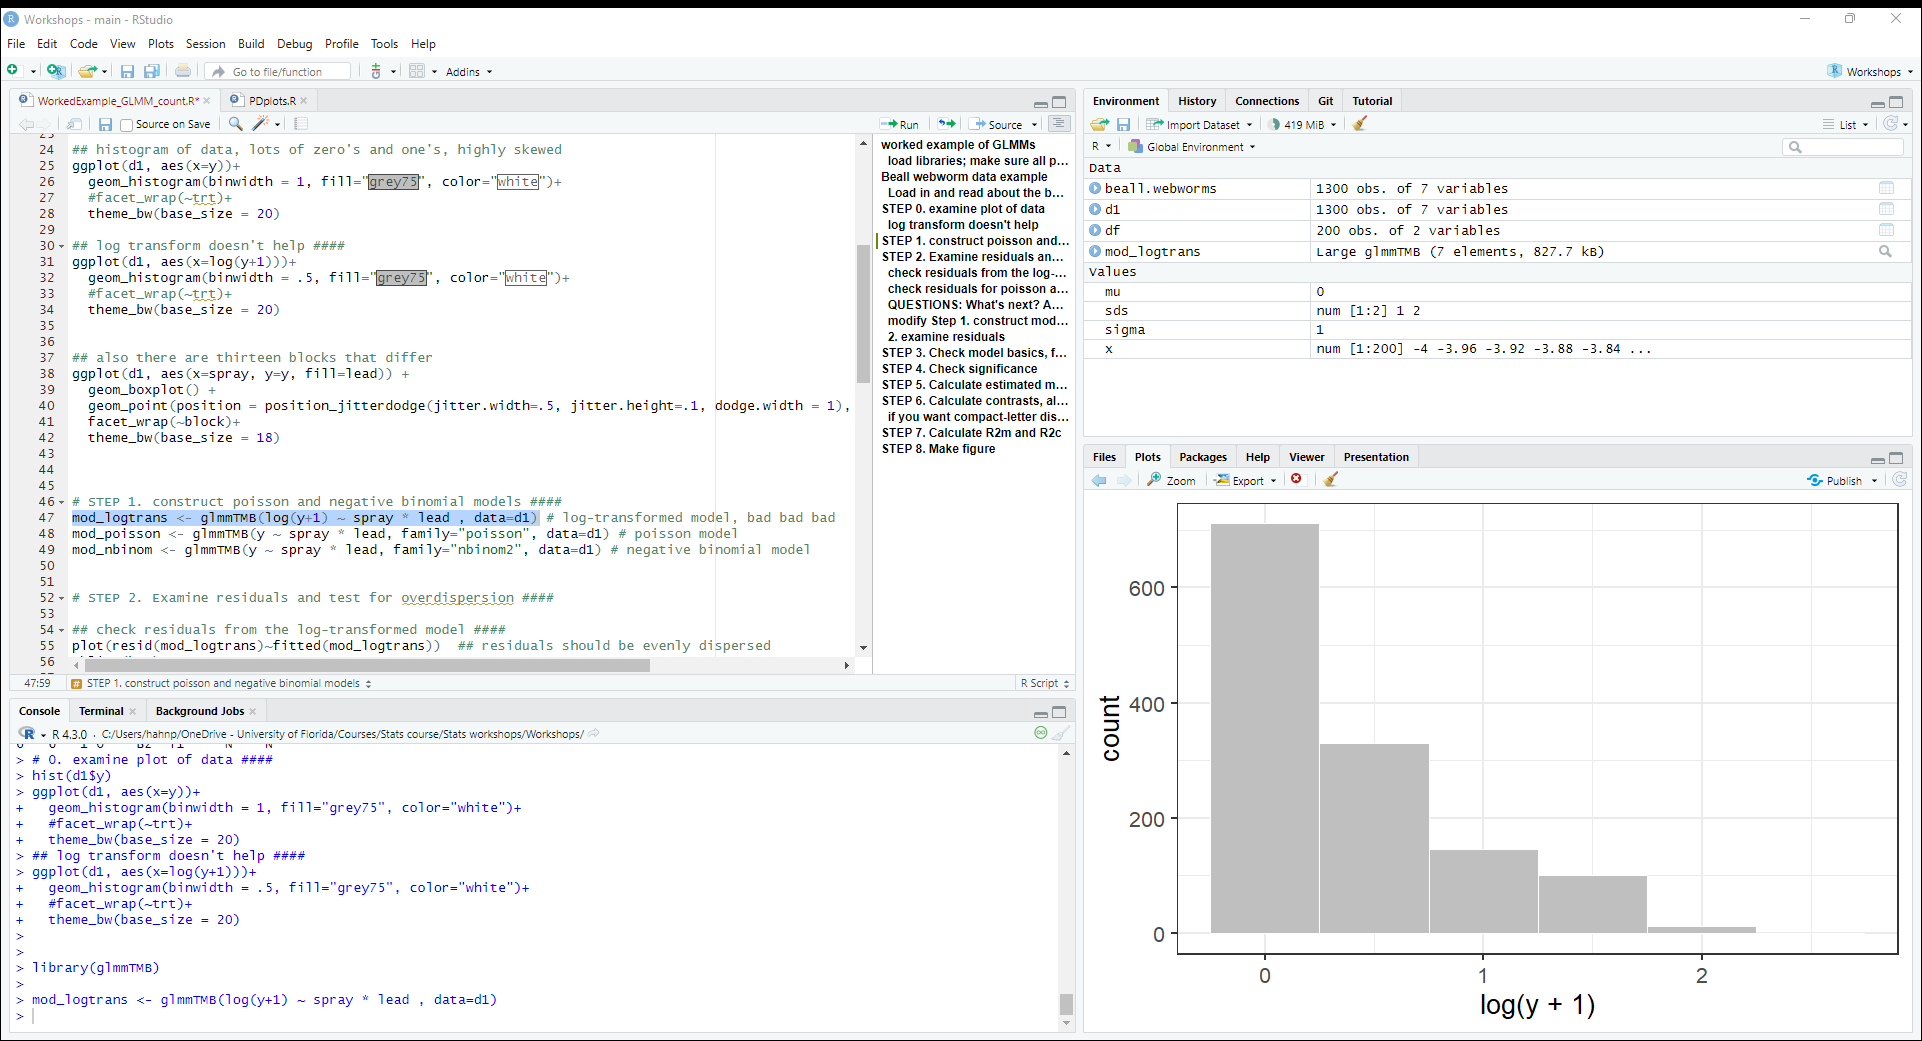 Workshops - main - RStudio
File Edit Code View Plots Session Build Debug Profile Tools Help
Go to file/function Addins Workshops
WorkedExample_GLMM_count.R* PDplots.R
Source on Save Run Source
24 ## histogram of data, lots of zero's and one's, highly skewed
25 ggplot(d1, aes(x=y))+
26 geom_histogram(binwidth = 1, fill="grey75", color="white")+
27 #facet_wrap(~trt)+
28 theme_bw(base_size = 20)
29
30 ## log transform doesn't help ####
31 ggplot(d1, aes(x=log(y+1)))+
32 geom_histogram(binwidth = .5, fill="grey75", color="white")+
33 #facet_wrap(~trt)+
34 theme_bw(base_size = 20)
35
36
37 ## also there are thirteen blocks that differ
38 ggplot(d1, aes(x=spray, y=y, fill=lead)) +
39 geom_boxplot() +
40 geom_point(position = position_jitterdodge(jitter.width=.5, jitter.height=.1, dodge.width = 1),
41 facet_wrap(~block)+
42 theme_bw(base_size = 18)
43
44
45
46 # STEP 1. construct poisson and negative binomial models ####
47 mod_logtrans <- glmmTMB(log(y+1) ~ spray * lead , data=d1) # log-transformed model, bad bad bad
48 mod_poisson <- glmmTMB(y ~ spray * lead, family="poisson", data=d1) # poisson model
49 mod_nbinom <- glmmTMB(y ~ spray * lead, family="nbinom2", data=d1) # negative binomial model
50
51
52 # STEP 2. Examine residuals and test for overdispersion ####
53
54 ## check residuals from the log-transformed model ####
55 plot(resid(mod_logtrans)~fitted(mod_logtrans)) ## residuals should be evenly dispersed
56
47:59 STEP 1. construct poisson and negative binomial models R Script
worked example of GLMMs
load libraries; make sure all p...
Beall webworm data example
Load in and read about the b...
STEP 0. examine plot of data
log transform doesn't help
STEP 1. construct poisson and...
STEP 2. Examine residuals an...
check residuals from the log-...
check residuals for poisson a...
QUESTIONS: What's next? A...
modify Step 1. construct mod...
2. examine residuals
STEP 3. Check model basics, f...
STEP 4. Check significance
STEP 5. Calculate estimated m...
STEP 6. Calculate contrasts, al...
if you want compact-letter dis...
STEP 7. Calculate R2m and R2c
STEP 8. Make figure
Console Terminal Background Jobs
R 4.3.0 · C:/Users/hahnp/OneDrive - University of Florida/Courses/Stats course/Stats workshops/Workshops/
> # 0. examine plot of data ####
> hist(d1$y)
> ggplot(d1, aes(x=y))+
+ geom_histogram(binwidth = 1, fill="grey75", color="white")+
+ #facet_wrap(~trt)+
+ theme_bw(base_size = 20)
> ## log transform doesn't help ####
> ggplot(d1, aes(x=log(y+1)))+
+ geom_histogram(binwidth = .5, fill="grey75", color="white")+
+ #facet_wrap(~trt)+
+ theme_bw(base_size = 20)
>
>
> library(glmmTMB)
>
> mod_logtrans <- glmmTMB(log(y+1) ~ spray * lead , data=d1)
>
Environment History Connections Git Tutorial
Import Dataset 419 MiB List
R Global Environment
Data
beall.webworms 1300 obs. of 7 variables
d1 1300 obs. of 7 variables
df 200 obs. of 2 variables
mod_logtrans Large glmmTMB (7 elements, 827.7 kB)
Values
mu 0
sds num [1:2] 1 2
sigma 1
x num [1:200] -4 -3.96 -3.92 -3.88 -3.84 ...
Files Plots Packages Help Viewer Presentation
Zoom Export Publish
600
400
200
0
count
0 1 2
log(y + 1)